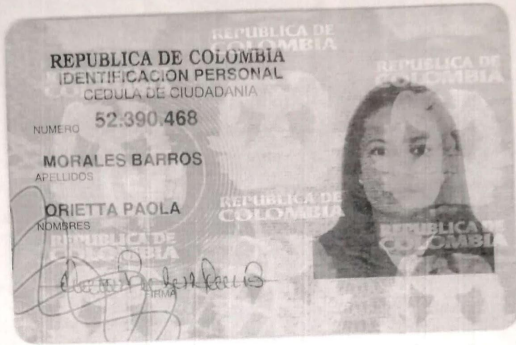 REPUBLICA DE COLOMBIA
IDENTIFICACION PERSONAL
CEDULA DE CIUDADANIA
NUMERO 52.390.468
MORALES BARROS
APELLIDOS
ORIETTA PAOLA
NOMBRES
FIRMA
REPUBLICA DE
COLOMBIA
REPUBLICA DE
COLOMBIA
REPUBLICA DE
COLOMBIA
REPUBLICA DE
COLOMBIA
REPUBLICA DE
COLOMBIA